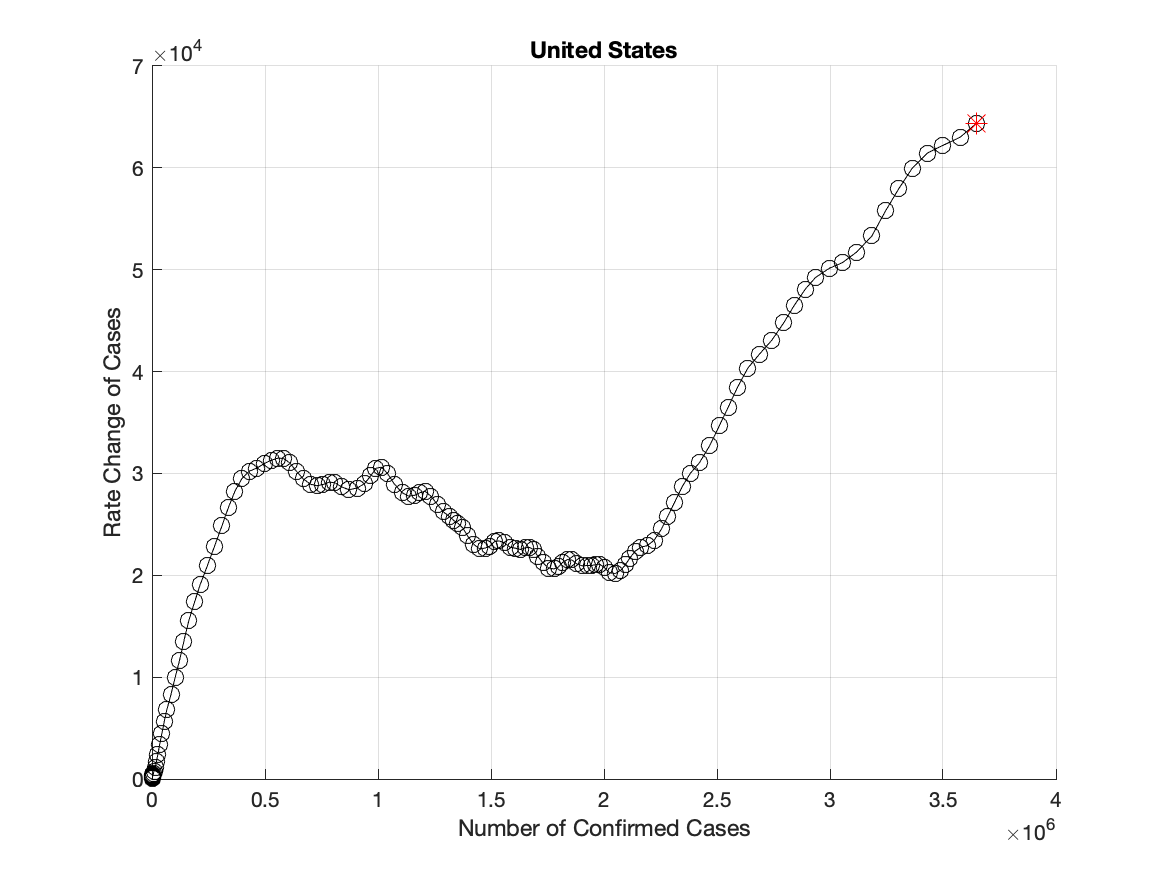 United States
×10⁴
7
6
5
4
3
2
1
0
Rate Change of Cases
0 0.5 1 1.5 2 2.5 3 3.5 4
Number of Confirmed Cases
×10⁶